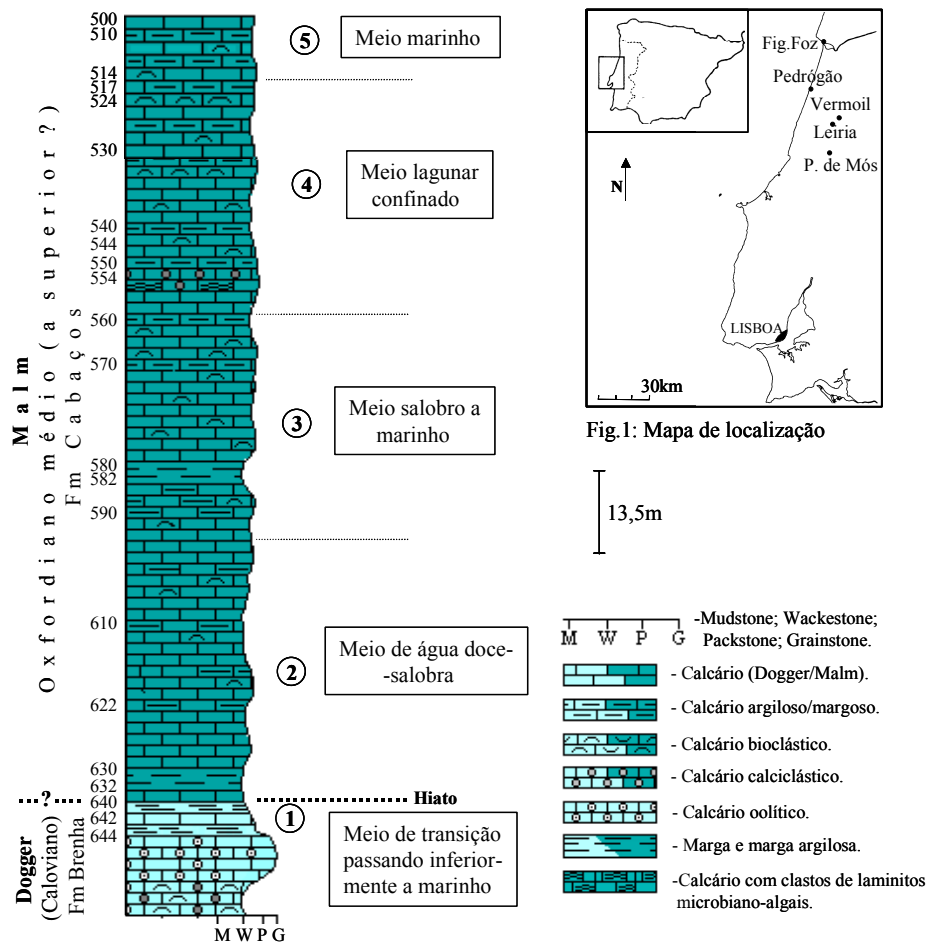 500
510
514
517
524
530
540
544
550
554
560
570
580
582
590
610
622
630
632
640
642
644
Malm
Oxfordiano médio (a superior?)
Fm Cabaços
-- ? ------
Dogger
(Caloviano)
Fm Brenha
5
Meio marinho
4
Meio lagunar
confinado
3
Meio salobro a
marinho
2
Meio de água doce-
-salobra
Hiato
1
Meio de transição
passando inferior-
mente a marinho
M W P G
Fig.Foz
Pedrógão
Vermoil
Leiria
P. de Mós
N
LISBOA
30km
Fig.1: Mapa de localização
13,5m
M W P G
-Mudstone; Wackestone;
Packstone; Grainstone.
- Calcário (Dogger/Malm).
- Calcário argiloso/margoso.
- Calcário bioclástico.
- Calcário calciclástico.
- Calcário oolítico.
- Marga e marga argilosa.
-Calcário com clastos de laminitos
microbiano-algais.